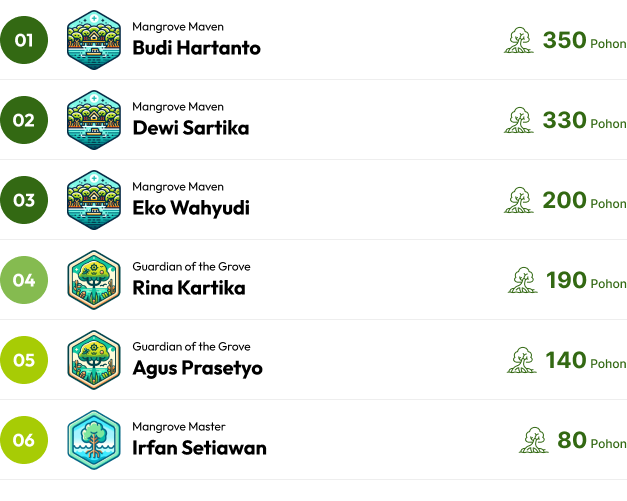 01
Mangrove Maven
Budi Hartanto
350 Pohon
02
Mangrove Maven
Dewi Sartika
330 Pohon
03
Mangrove Maven
Eko Wahyudi
200 Pohon
04
Guardian of the Grove
Rina Kartika
190 Pohon
05
Guardian of the Grove
Agus Prasetyo
140 Pohon
06
Mangrove Master
Irfan Setiawan
80 Pohon